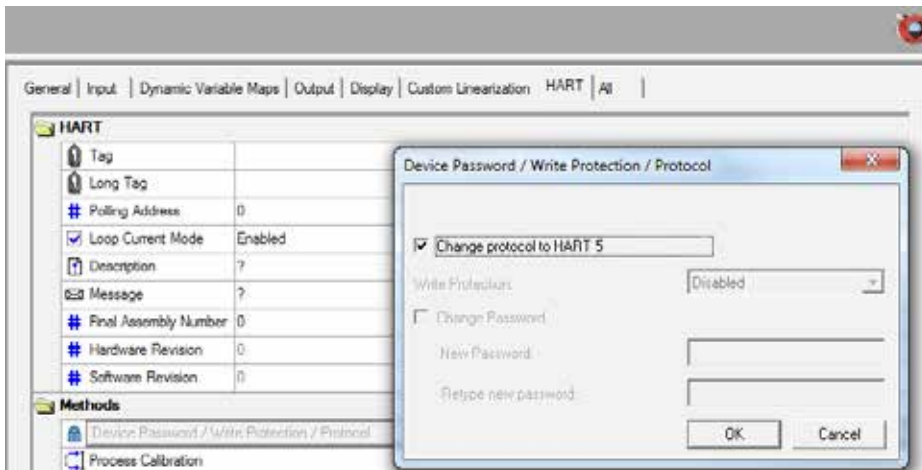 General | Input | Dynamic Variable Maps | Output | Display | Custom Linearization HART | All |
HART
Tag
Long Tag
# Polling Address 0
Loop Current Mode Enabled
Description ?
Message ?
# Final Assembly Number 0
# Hardware Revision 0
# Software Revision 0
Methods
Device Password / Write Protection / Protocol
Process Calibration
Device Password / Write Protection / Protocol
Change protocol to HART 5
Write Protection: Disabled
Change Password
New Password:
Retype new password:
OK Cancel